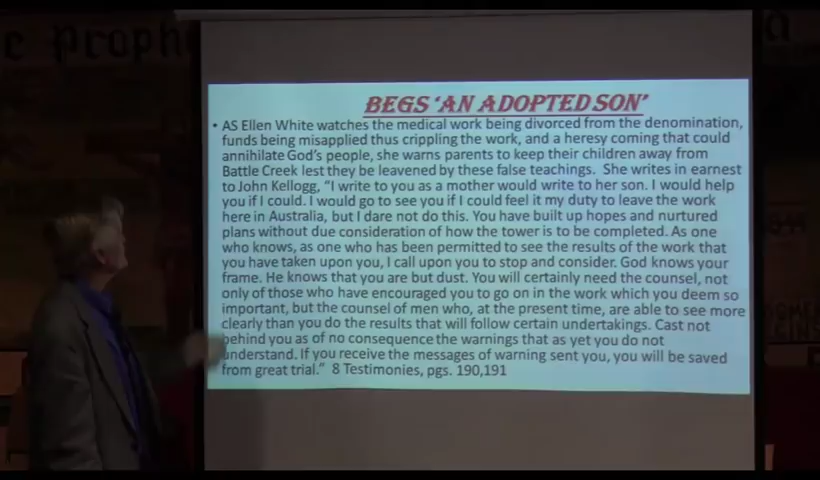 e Proph
BEGS 'AN ADOPTED SON'
• AS Ellen White watches the medical work being divorced from the denomination,
funds being misapplied thus crippling the work, and a heresy coming that could
annihilate God's people, she warns parents to keep their children away from
Battle Creek lest they be leavened by these false teachings. She writes in earnest
to John Kellogg, "I write to you as a mother would write to her son. I would help
you if I could. I would go to see you if I could feel it my duty to leave the work
here in Australia, but I dare not do this. You have built up hopes and nurtured
plans without due consideration of how the tower is to be completed. As one
who knows, as one who has been permitted to see the results of the work that
you have taken upon you, I call upon you to stop and consider. God knows your
frame. He knows that you are but dust. You will certainly need the counsel, not
only of those who have encouraged you to go on in the work which you deem so
important, but the counsel of men who, at the present time, are able to see more
clearly than you do the results that will follow certain undertakings. Cast not
behind you as of no consequence the warnings that as yet you do not
understand. If you receive the messages of warning sent you, you will be saved
from great trial." 8 Testimonies, pgs. 190,191